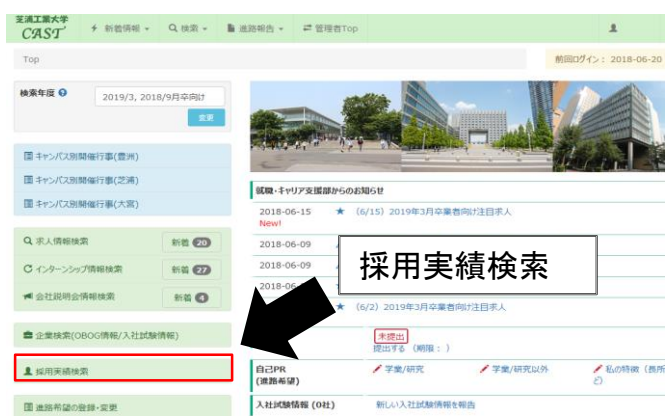 芝浦工業大学
CAST
新着情報
検索
進路報告
管理者Top
Top
前回ログイン： 2018-06-20
検索年度
2019/3, 2018/9月卒向け
変更
キャンパス別開催行事(豊洲)
キャンパス別開催行事(芝浦)
キャンパス別開催行事(大宮)
就職・キャリア支援部からのお知らせ
2018-06-15 ★ (6/15) 2019年3月卒業者向け注目求人
New!
求人情報検索 新着 20
2018-06-09
インターンシップ情報検索 新着 27
2018-06-09
採用実績検索
会社説明会情報検索 新着 4
★ (6/2) 2019年3月卒業者向け注目求人
企業検索(OBOG情報/入社試験情報)
未提出
提出する (期限： )
採用実績検索
自己PR
(進路希望)
学業/研究
学業/研究以外
私の特徴 (長所
進路希望の登録・変更
入社試験情報 (0社)
新しい入社試験情報を報告